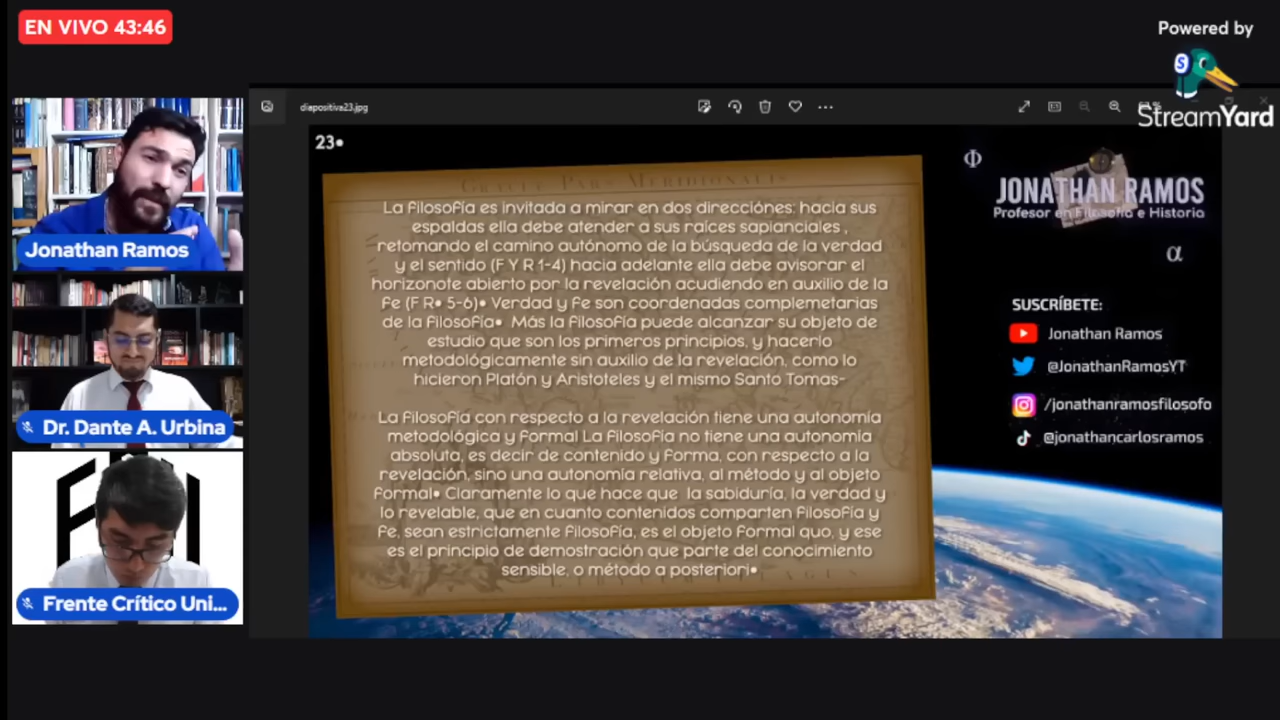 EN VIVO 43:46
Powered by
StreamYard
diapositiva23.jpg
23•
La Filosofía es invitada a mirar en dos direcciónes: hacia sus
espaldas ella debe atender a sus raíces sapianciales ,
retomando el camino autónomo de la búsqueda de la verdad
y el sentido (F Y R 1-4) hacia adelante ella debe avisorar el
horizonote abierto por la revelación acudiendo en auxilio de la
Fe (F R• 5-6)• Verdad y Fe son coordenadas complemetarias
de la Filosofía• Más la Filosofía puede alcanzar su objeto de
estudio que son los primeros principios, y hacerlo
metodológicamente sin auxilio de la revelación, como lo
hicieron Platón y Aristoteles y el mismo Santo Tomas-
La Filosofía con respecto a la revelación tiene una autonomía
metodológica y Formal La Filosofía no tiene una autonomia
absoluta, es decir de contenido y Forma, con respecto a la
revelación, sino una autonomía relativa, al método y al objeto
Formal• Claramente lo que hace que la sabiduría, la verdad y
lo revelable, que en cuanto contenidos comparten Filosofía y
Fe, sean estrictamente Filosofía, es el objeto Formal quo, y ese
es el principio de demostración que parte del conocimiento
sensible, o método a posteriori•
Φ
JONATHAN RAMOS
Profesor en Filosofia e Historia
α
SUSCRÍBETE:
Jonathan Ramos
@JonathanRamosYT
/jonathanramosfilosofo
@jonathancarlosramos
Jonathan Ramos
Dr. Dante A. Urbina
Frente Crítico Uni...